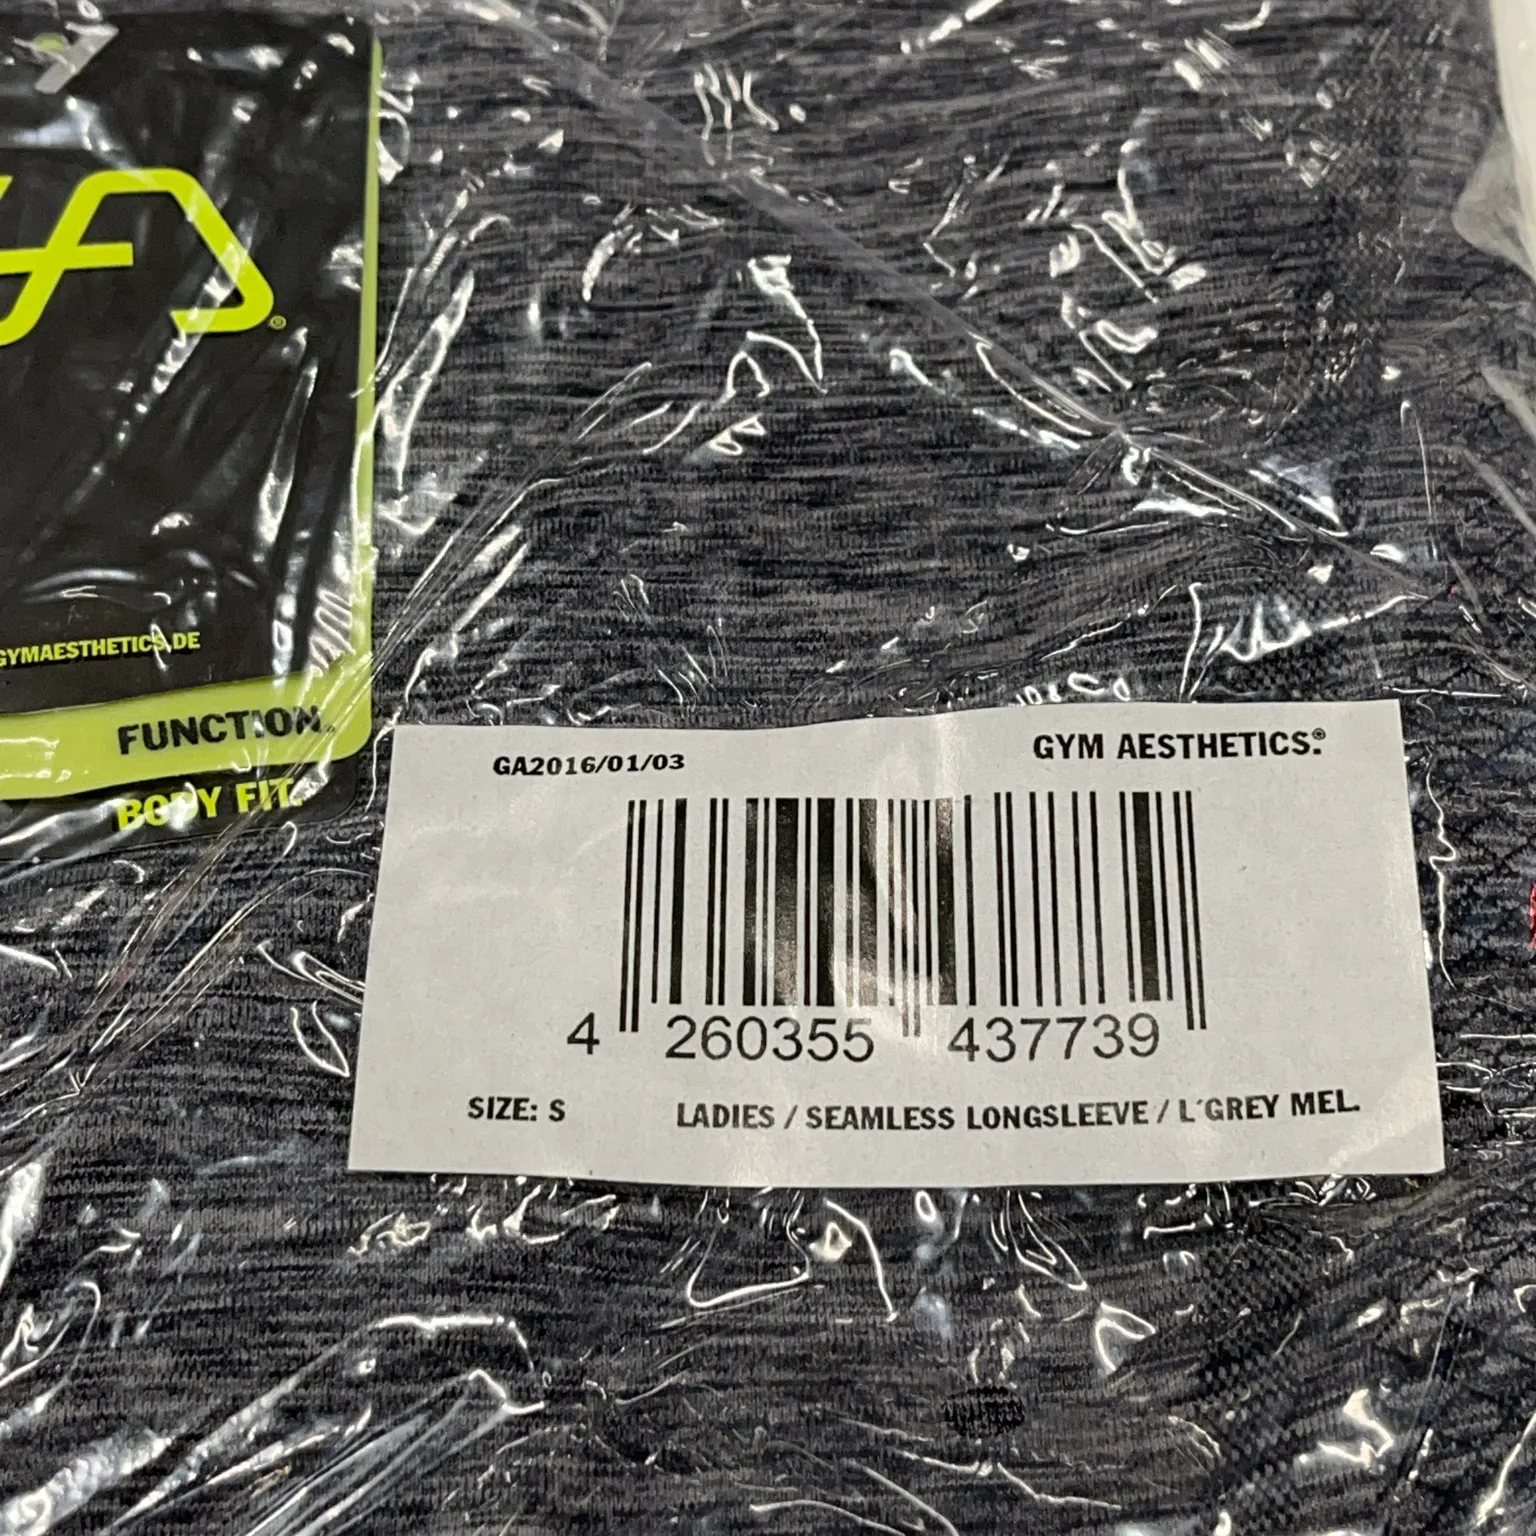 GYMAESTHETICS.DE
FUNCTION.
BODY FIT.
GA2016/01/03
GYM AESTHETICS.®
4 260355 437739
SIZE: S
LADIES / SEAMLESS LONGSLEEVE / L´GREY MEL.